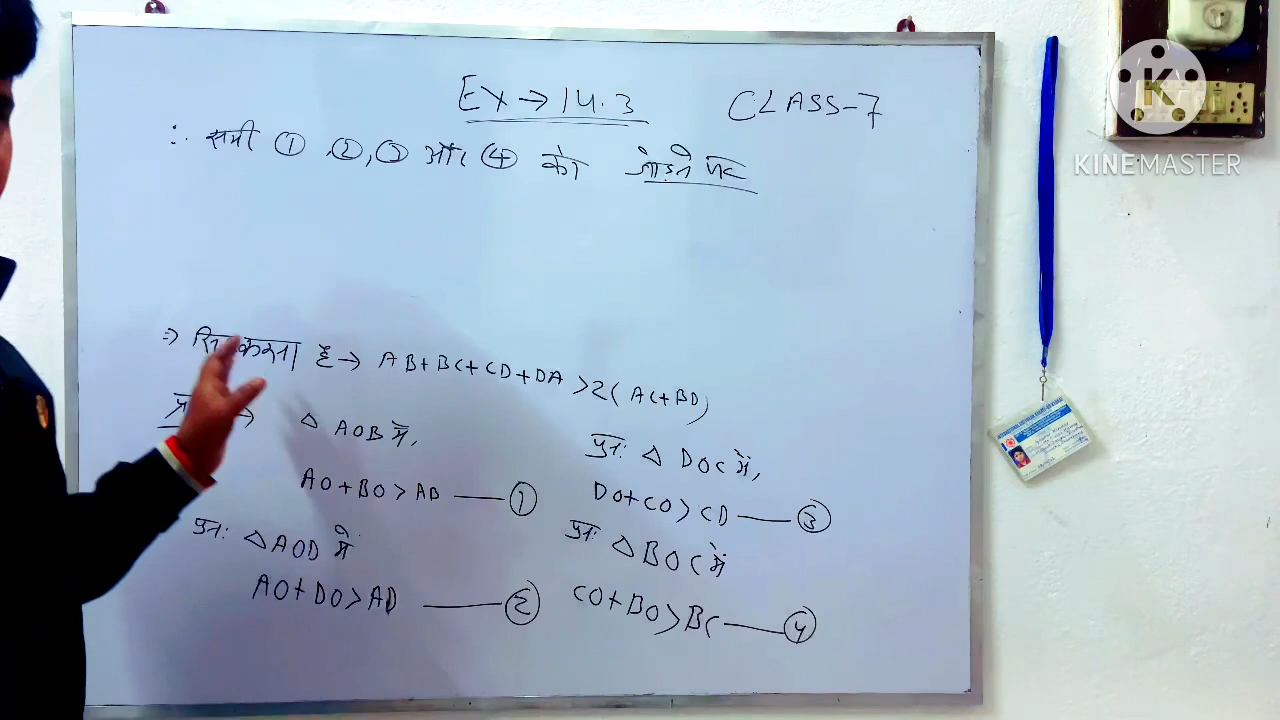 EX → 14.3 CLASS-7
∴ सभी ① ②, ③ और ④ को जोड़ने पर
⇒ सिद्ध करना है → AB+BC+CD+DA >2(AC+BD)
△ AOB में,
AO+BO>AB —— ①
पुनः △AOD में
AO+DO>AD —— ②
पुनः △ DOC में,
DO+CO>CD —— ③
पुनः △BOC में
CO+BO>BC —— ④
KINEMASTER